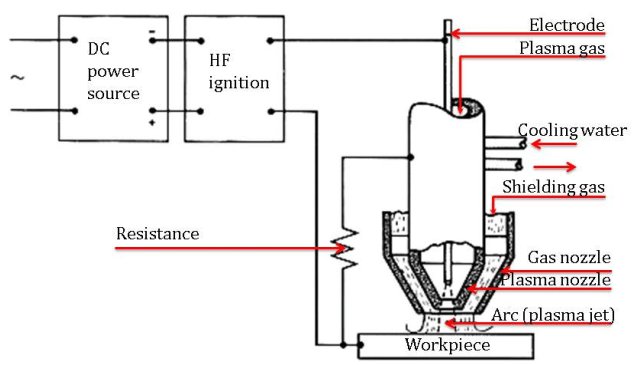 Electrode
Plasma gas
DC
power
source
-
+
~
HF
ignition
Cooling water
Shielding gas
Resistance
Gas nozzle
Plasma nozzle
Arc (plasma jet)
Workpiece